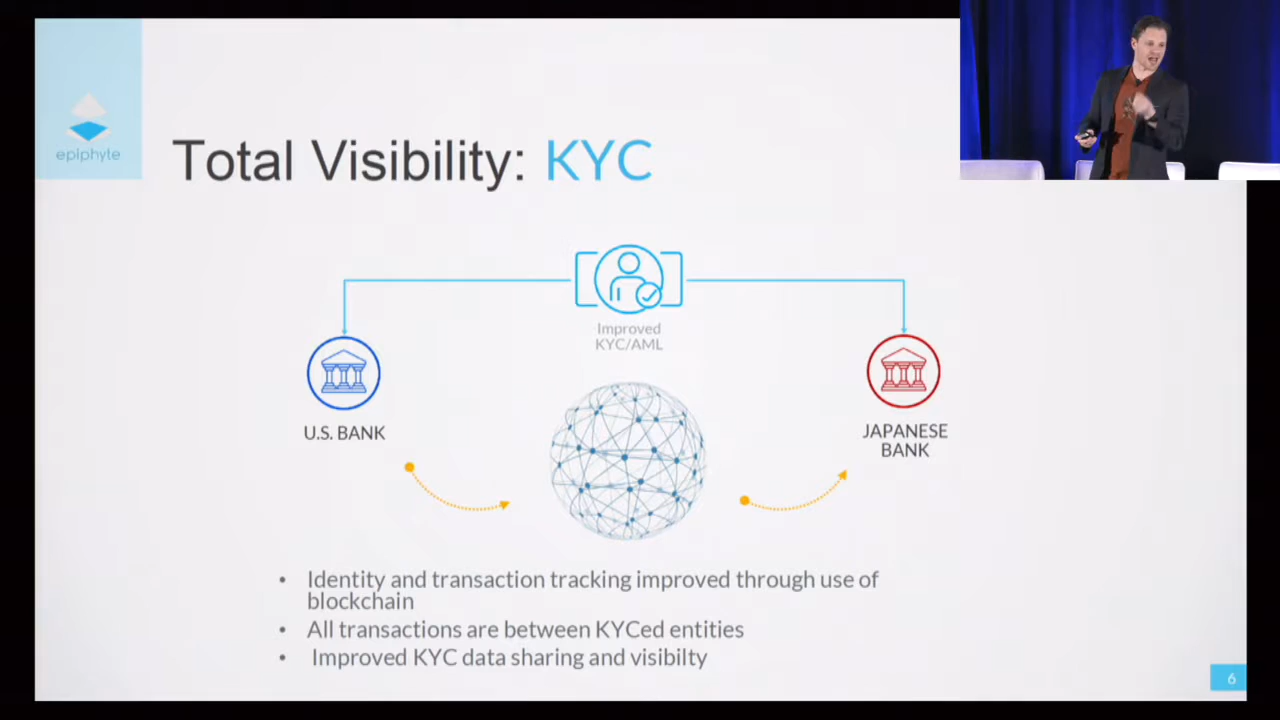 epiphyte
Total Visibility: KYC
Improved
KYC/AML
U.S. BANK
JAPANESE
BANK
• Identity and transaction tracking improved through use of
blockchain
• All transactions are between KYCed entities
• Improved KYC data sharing and visibilty
6